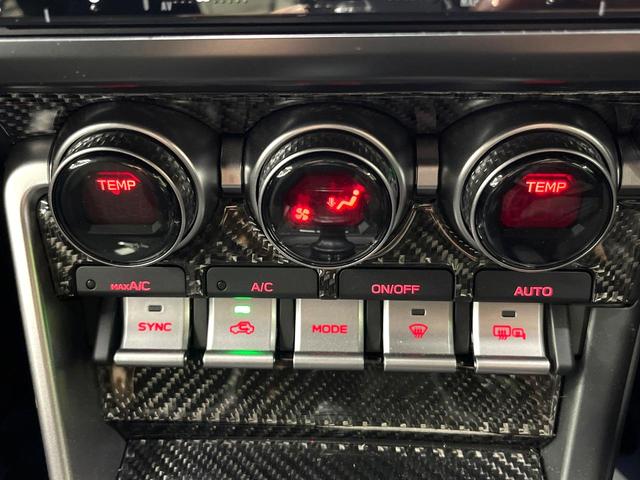 TEMP
TEMP
MAX A/C
A/C
ON/OFF
AUTO
SYNC
MODE